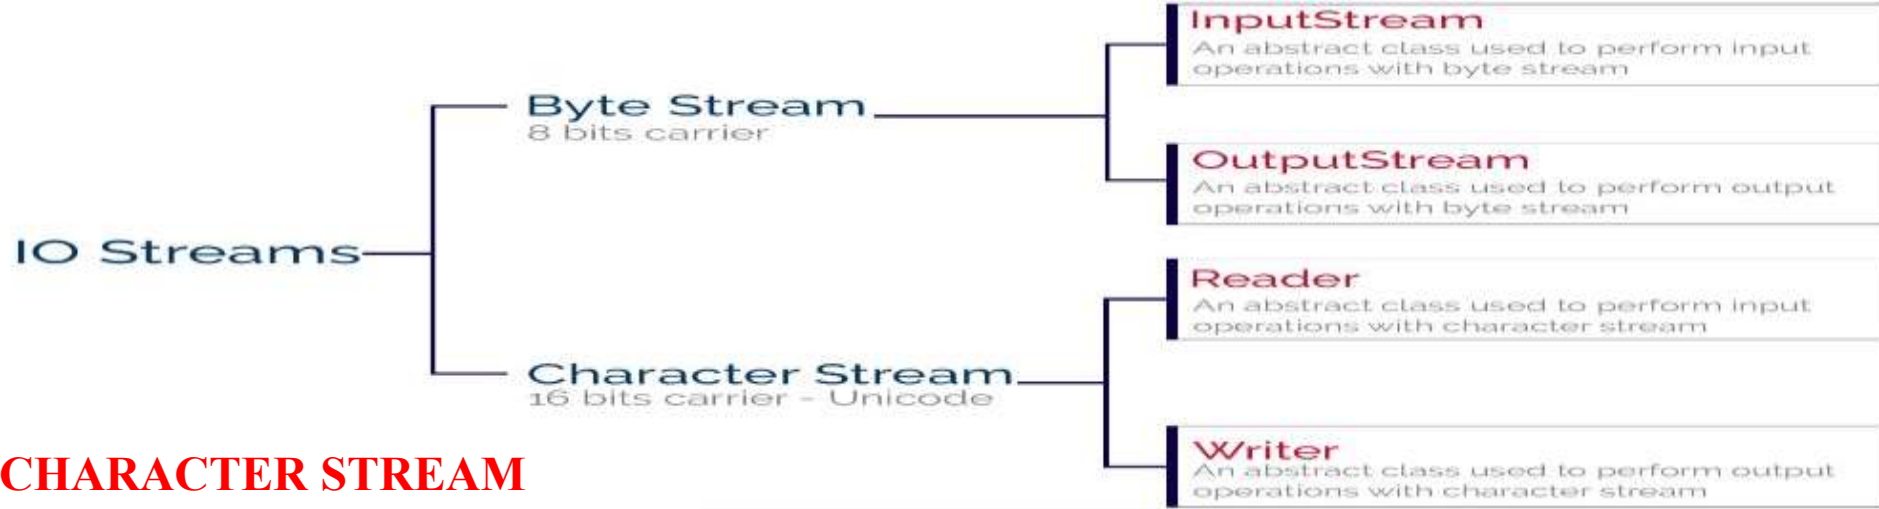 InputStream
An abstract class used to perform input
operations with byte stream
Byte Stream
8 bits carrier
OutputStream
An abstract class used to perform output
operations with byte stream
IO Streams
Reader
An abstract class used to perform input
operations with character stream
Character Stream
16 bits carrier - Unicode
Writer
An abstract class used to perform output
operations with character stream
CHARACTER STREAM